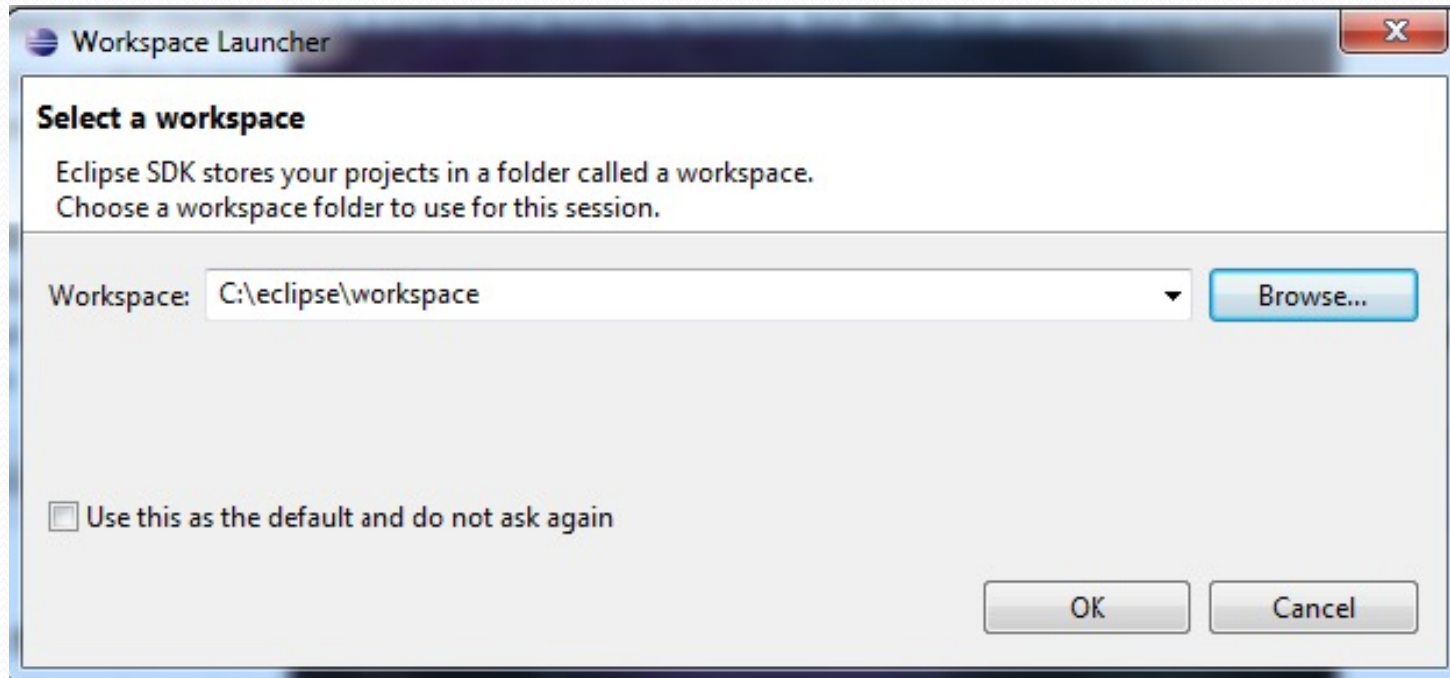 Workspace Launcher
Select a workspace
Eclipse SDK stores your projects in a folder called a workspace.
Choose a workspace folder to use for this session.
Workspace: C:\eclipse\workspace Browse...
Use this as the default and do not ask again
OK Cancel